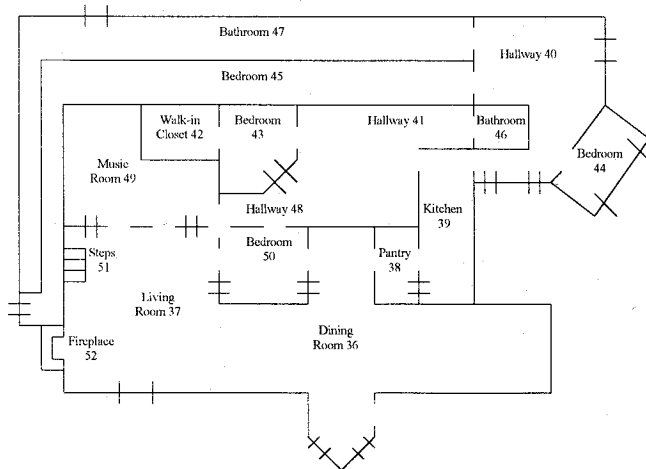 Bathroom 47
Hallway 40
Bedroom 45
Walk-in
Closet 42
Bedroom
43
Hallway 41
Bathroom
46
Bedroom
44
Music
Room 49
Hallway 48
Kitchen
39
Steps
51
Bedroom
50
Pantry
38
Living
Room 37
Fireplace
52
Dining
Room 36